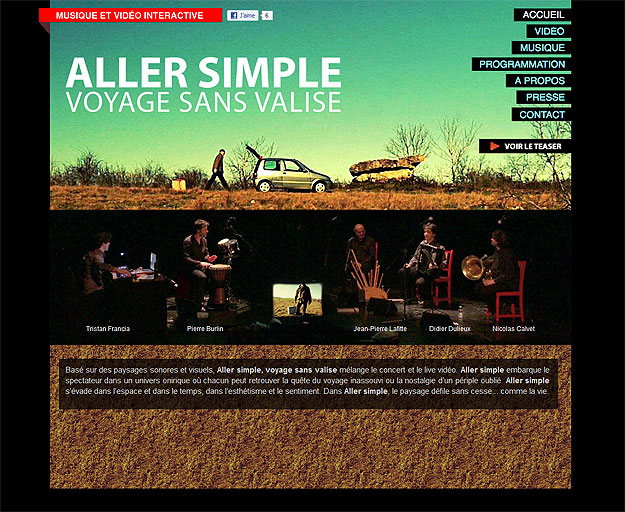 MUSIQUE ET VIDÉO INTERACTIVE
J'aime 6
ACCUEIL
VIDÉO
MUSIQUE
PROGRAMMATION
A PROPOS
PRESSE
CONTACT
ALLER SIMPLE
VOYAGE SANS VALISE
VOIR LE TEASER
Tristan Francia Pierre Burlin Jean-Pierre Lafitte Didier Dulieux Nicolas Calvet
Basé sur des paysages sonores et visuels, Aller simple, voyage sans valise mélange le concert et le live vidéo. Aller simple embarque le
spectateur dans un univers onirique où chacun peut retrouver la quête du voyage inassouvi ou la nostalgie d'un périple oublié. Aller simple
s'évade dans l'espace et dans le temps, dans l'esthétisme et le sentiment. Dans Aller simple, le paysage défile sans cesse... comme la vie.